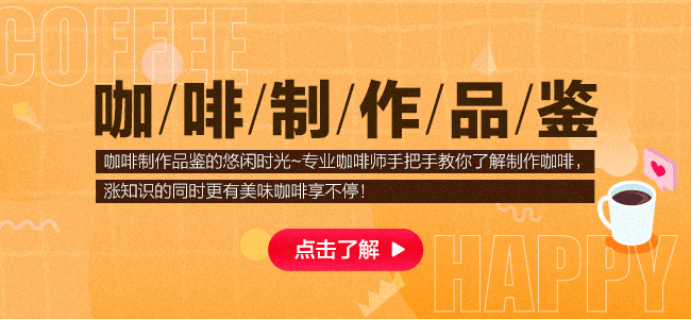 COFFEE
咖/啡/制/作/品/鉴
咖啡制作品鉴的悠闲时光~专业咖啡师手把手教你了解制作咖啡，
涨知识的同时更有美味咖啡享不停！
点击了解
HAPPY